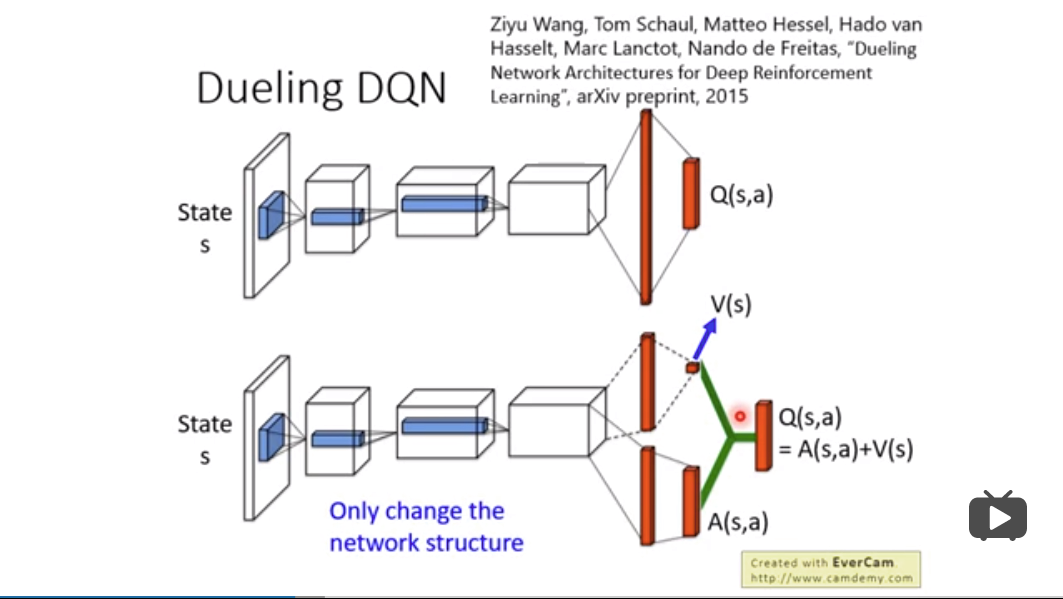 Ziyu Wang, Tom Schaul, Matteo Hessel, Hado van
Hasselt, Marc Lanctot, Nando de Freitas, “Dueling
Network Architectures for Deep Reinforcement
Learning”, arXiv preprint, 2015
Dueling DQN
State
s
Q(s,a)
V(s)
State
s
Q(s,a)
= A(s,a)+V(s)
A(s,a)
Only change the
network structure
Created with EverCam.
http://www.camdemy.com